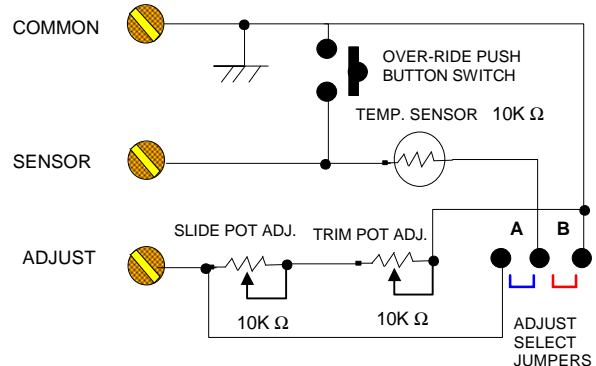 COMMON
OVER-RIDE PUSH
BUTTON SWITCH
TEMP. SENSOR 10K Ω
SENSOR
SLIDE POT ADJ.
TRIM POT ADJ.
A B
ADJUST
10K Ω
10K Ω
ADJUST
SELECT
JUMPERS